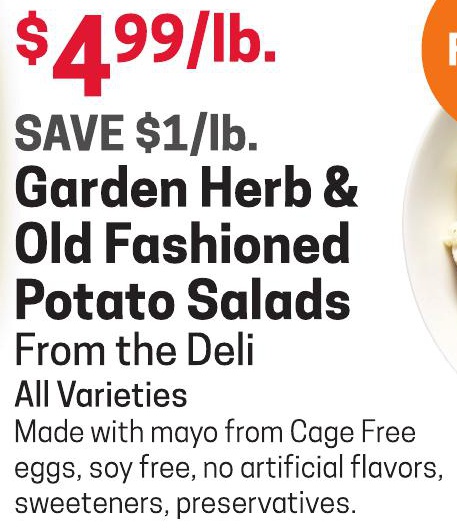 $4.99/lb.
SAVE $1/lb.
Garden Herb &
Old Fashioned
Potato Salads
From the Deli
All Varieties
Made with mayo from Cage Free
eggs, soy free, no artificial flavors,
sweeteners, preservatives.